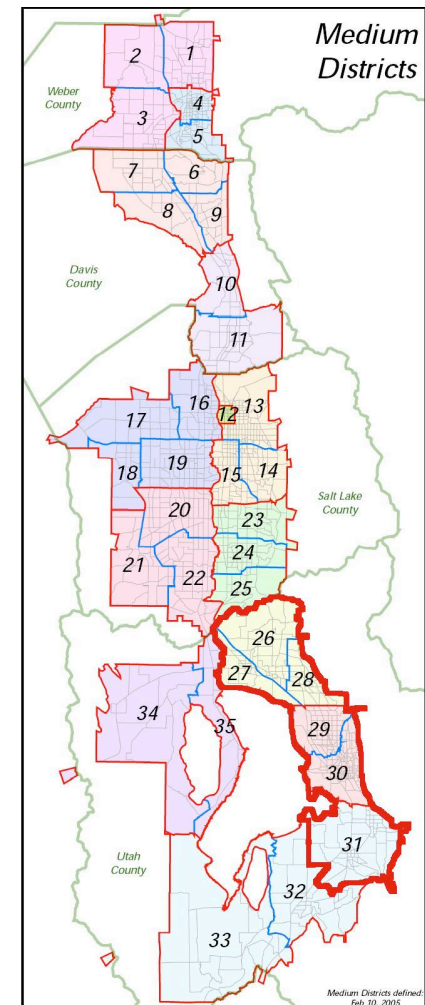 Medium
Districts
2
1
Weber
County
4
3
5
7
6
8
9
10
Davis
County
11
16
13
12
17
15
14
18
19
Salt Lake
County
20
23
24
21
22
25
26
27
28
34
35
29
30
31
Utah
County
32
33
Medium Districts defined:
Feb 10, 2005